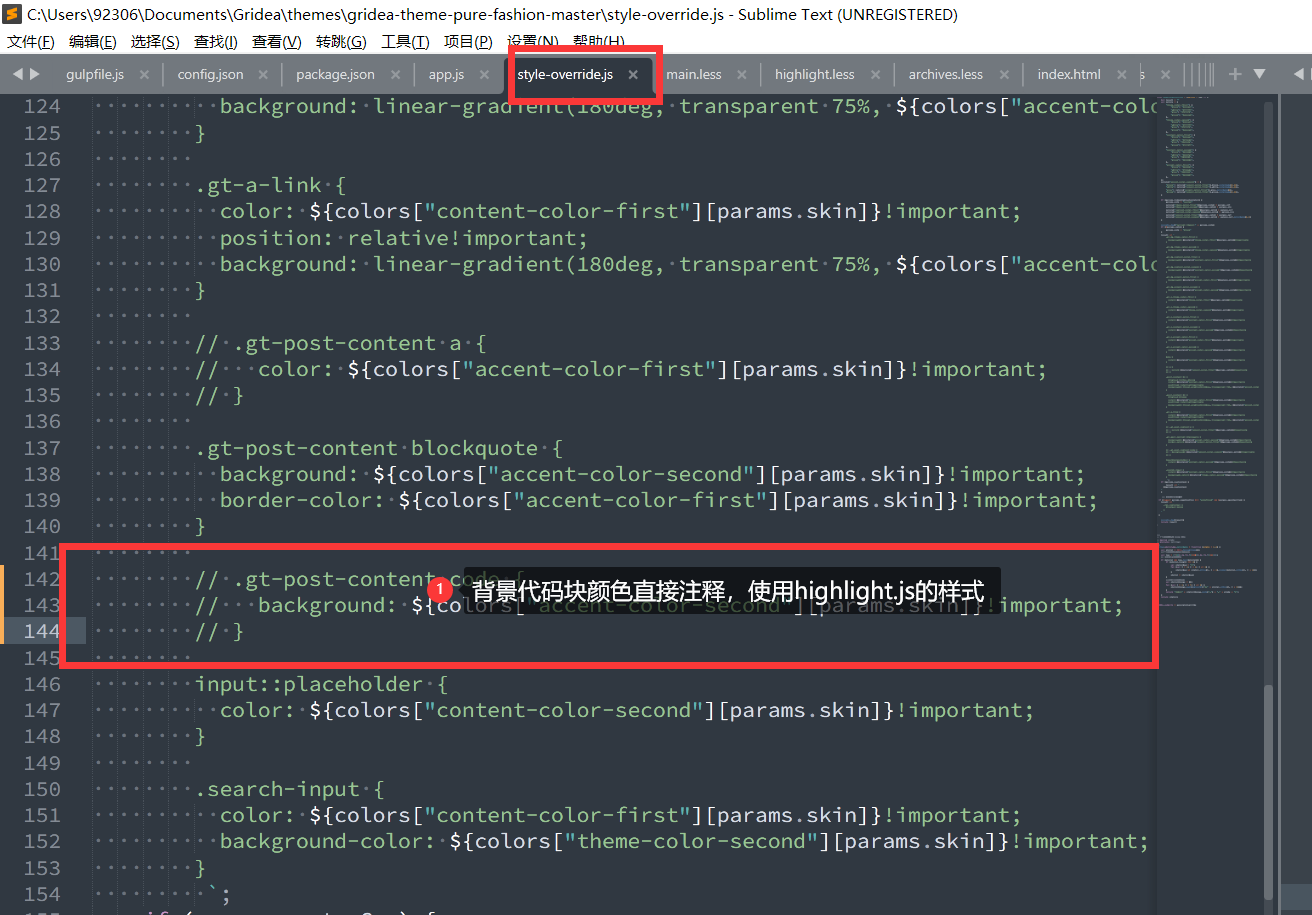 C:\Users\92306\Documents\Gridea\themes\gridea-theme-pure-fashion-master\style-override.js - Sublime Text (UNREGISTERED)
文件(F) 编辑(E) 选择(S) 查找(I) 查看(V) 转跳(G) 工具(T) 项目(P) 设置(N) 帮助(H)
gulpfile.js config.json package.json app.js style-override.js main.less highlight.less archives.less index.html s
124 background: linear-gradient(180deg, transparent 75%, ${colors["accent-colo
125 }
126
127 .gt-a-link {
128 color: ${colors["content-color-first"][params.skin]}!important;
129 position: relative!important;
130 background: linear-gradient(180deg, transparent 75%, ${colors["accent-colo
131 }
132
133 // .gt-post-content a {
134 // color: ${colors["accent-color-first"][params.skin]}!important;
135 // }
136
137 .gt-post-content blockquote {
138 background: ${colors["accent-color-second"][params.skin]}!important;
139 border-color: ${colors["accent-color-first"][params.skin]}!important;
140 }
141
142 // .gt-post-content code {
1 背景代码块颜色直接注释，使用highlight.js的样式
143 // background: ${colors["accent-color-second"][params.skin]}!important;
144 // }
145
146 input::placeholder {
147 color: ${colors["content-color-second"][params.skin]}!important;
148 }
149
150 .search-input {
151 color: ${colors["content-color-first"][params.skin]}!important;
152 background-color: ${colors["theme-color-second"][params.skin]}!important;
153 }
154 `;